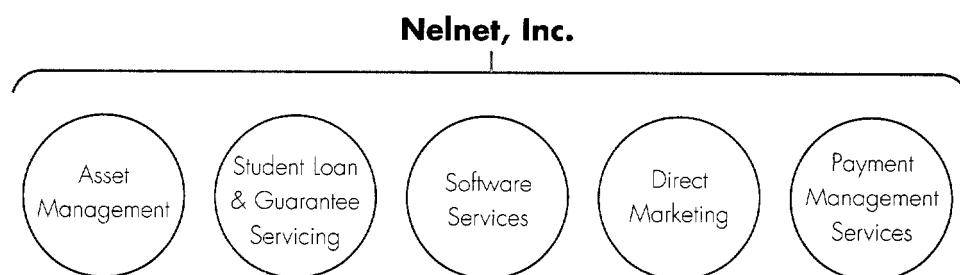 Nelnet, Inc.
Asset
Management
Student Loan
& Guarantee
Servicing
Software
Services
Direct
Marketing
Payment
Management
Services